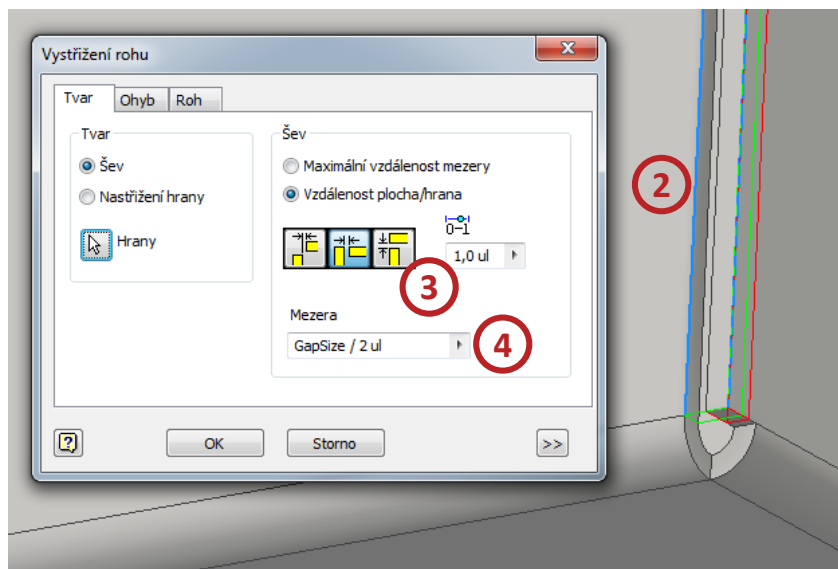 Vystřižení rohu
Tvar Ohyb Roh
Tvar
Šev
Nastřižení hrany
Hrany
Šev
Maximální vzdálenost mezery
Vzdálenost plocha/hrana
0-1
1,0 ul
3
Mezera
GapSize / 2 ul
4
OK Storno >>
2